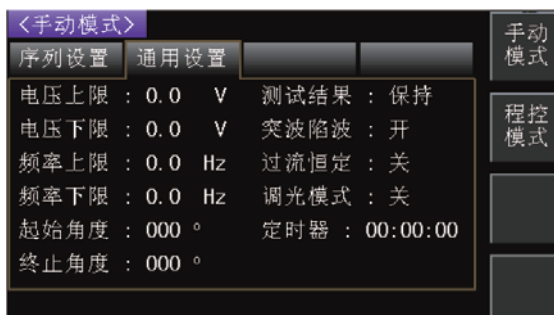 <手动模式>
序列设置 通用设置
电压上限 : 0.0 V 测试结果 : 保持
电压下限 : 0.0 V 突波陷波 : 开
频率上限 : 0.0 Hz 过流恒定 : 关
频率下限 : 0.0 Hz 调光模式 : 关
起始角度 : 000 ° 定时器 : 00:00:00
终止角度 : 000 °
手动
模式
程控
模式